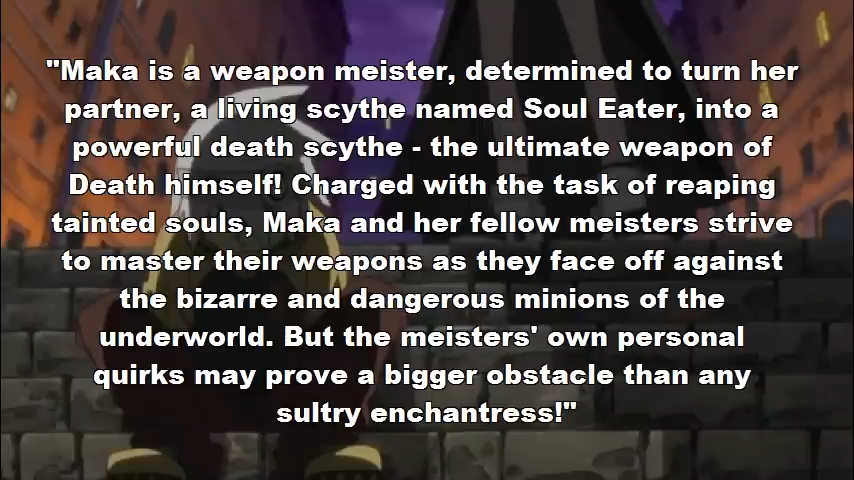 "Maka is a weapon meister, determined to turn her
partner, a living scythe named Soul Eater, into a
powerful death scythe - the ultimate weapon of
Death himself! Charged with the task of reaping
tainted souls, Maka and her fellow meisters strive
to master their weapons as they face off against
the bizarre and dangerous minions of the
underworld. But the meisters' own personal
quirks may prove a bigger obstacle than any
sultry enchantress!"